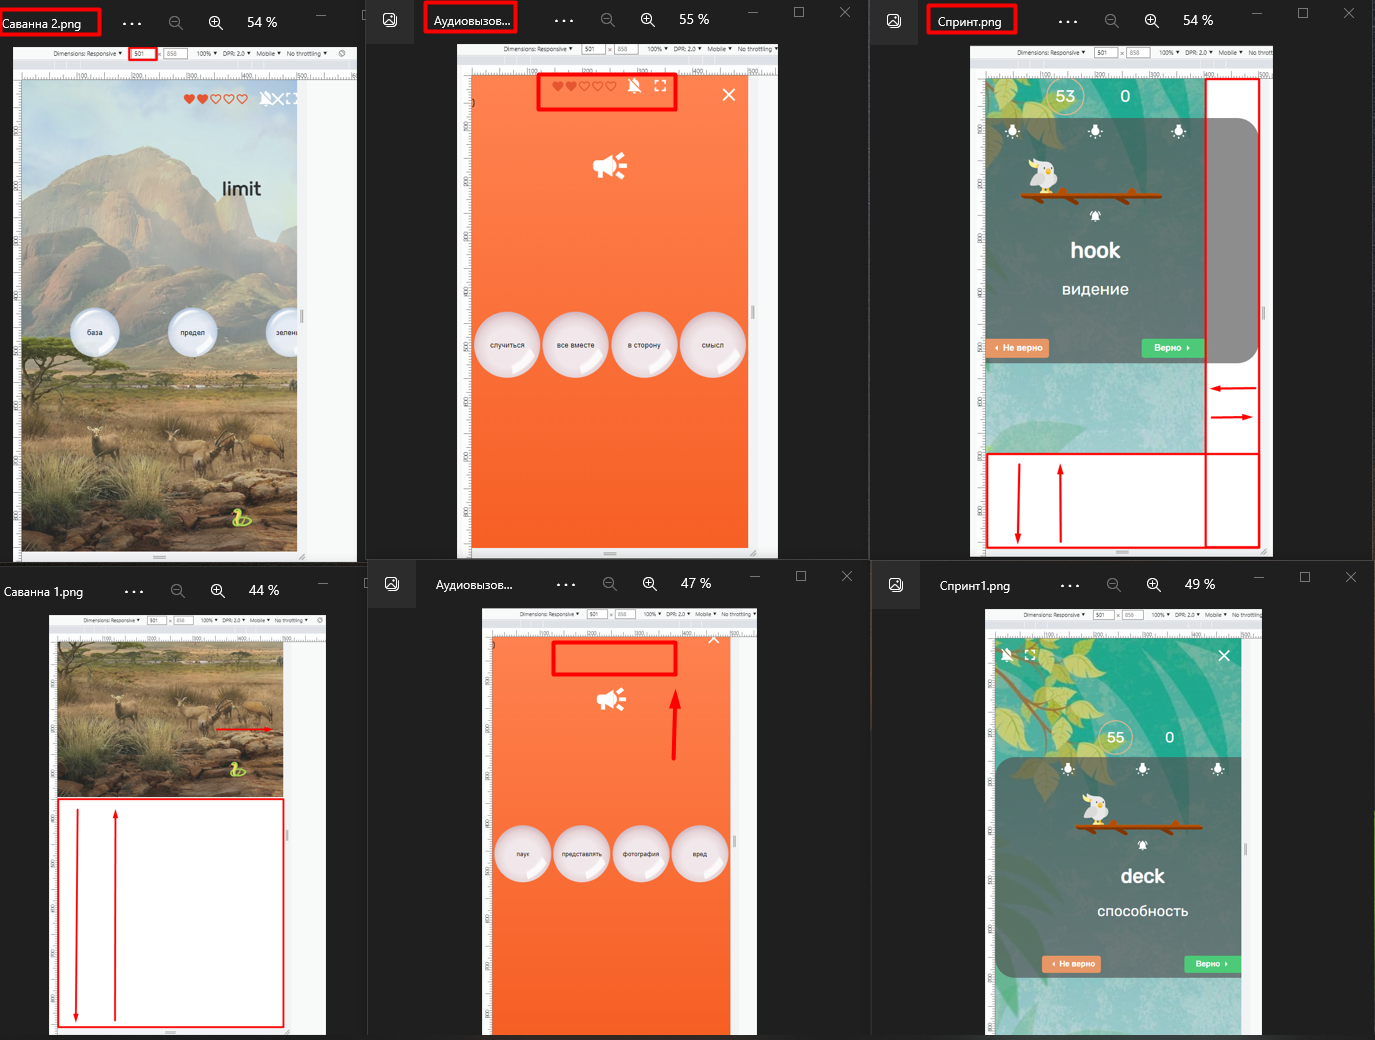 Саванна 2.png
54 %
Dimensions: Responsive
501
×
858
100%
DPR: 2.0
Mobile
No throttling
limit
база
предел
Аудиовызов...
55 %
Dimensions: Responsive
501
×
858
100%
DPR: 2.0
Mobile
No throttling
случиться
все вместе
в сторону
смысл
Спринт.png
54 %
Dimensions: Responsive
501
×
858
100%
DPR: 2.0
Mobile
53
0
hook
видение
Не верно
Верно
Саванна 1.png
44 %
Dimensions: Responsive
501
×
858
100%
DPR: 2.0
Mobile
No throttling
Аудиовызов...
47 %
Dimensions: Responsive
501
×
858
100%
DPR: 2.0
Mobile
No throttling
паук
представлять
фотография
вред
Спринт1.png
49 %
Dimensions: Responsive
501
×
858
100%
DPR: 2.0
Mobile
No throttling
55
0
deck
способность
Не верно
Верно